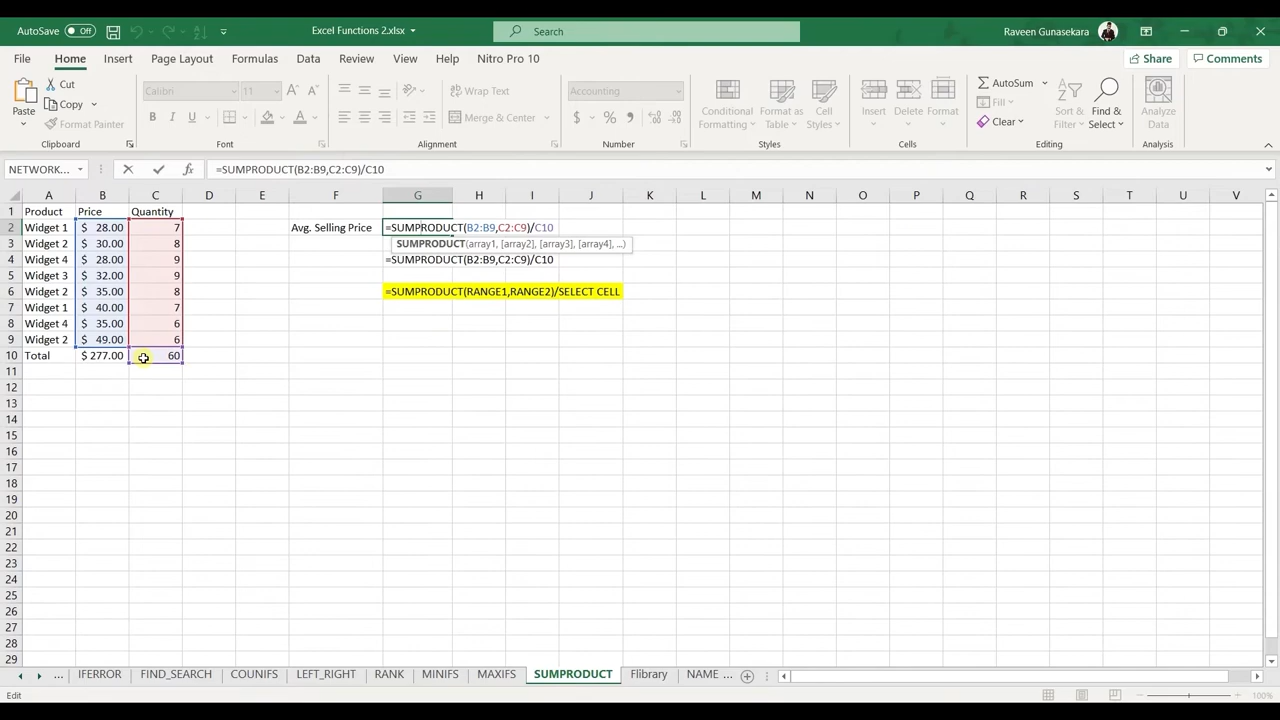 AutoSave Off
Excel Functions 2.xlsx
Search
Raveen Gunasekara
File Home Insert Page Layout Formulas Data Review View Help Nitro Pro 10
Share Comments
Paste
Cut
Copy
Format Painter
Clipboard
Calibri
B I U
Font
Wrap Text
Merge & Center
Alignment
Accounting
$ % 9
Number
Conditional Formatting
Format as Table
Cell Styles
Styles
Insert Delete Format
Cells
AutoSum
Fill
Clear
Sort & Filter
Find & Select
Editing
Analyze Data
Analysis
NETWORK...
fx
=SUMPRODUCT(B2:B9,C2:C9)/C10
A B C D E F G H I J K L M N O P Q R S T U V
1 Product Price Quantity
2 Widget 1 $ 28.00 7 Avg. Selling Price =SUMPRODUCT(B2:B9,C2:C9)/C10
3 Widget 2 $ 30.00 8 SUMPRODUCT(array1, [array2], [array3], [array4], ...)
4 Widget 4 $ 28.00 9 =SUMPRODUCT(B2:B9,C2:C9)/C10
5 Widget 3 $ 32.00 9
6 Widget 2 $ 35.00 8 =SUMPRODUCT(RANGE1,RANGE2)/SELECT CELL
7 Widget 1 $ 40.00 7
8 Widget 4 $ 35.00 6
9 Widget 2 $ 49.00 6
10 Total $ 277.00 60
11
12
13
14
15
16
17
18
19
20
21
22
23
24
25
26
27
28
29
... IFERROR FIND_SEARCH COUNIFS LEFT_RIGHT RANK MINIFS MAXIFS SUMPRODUCT Flibrary NAME ...
Edit
100%